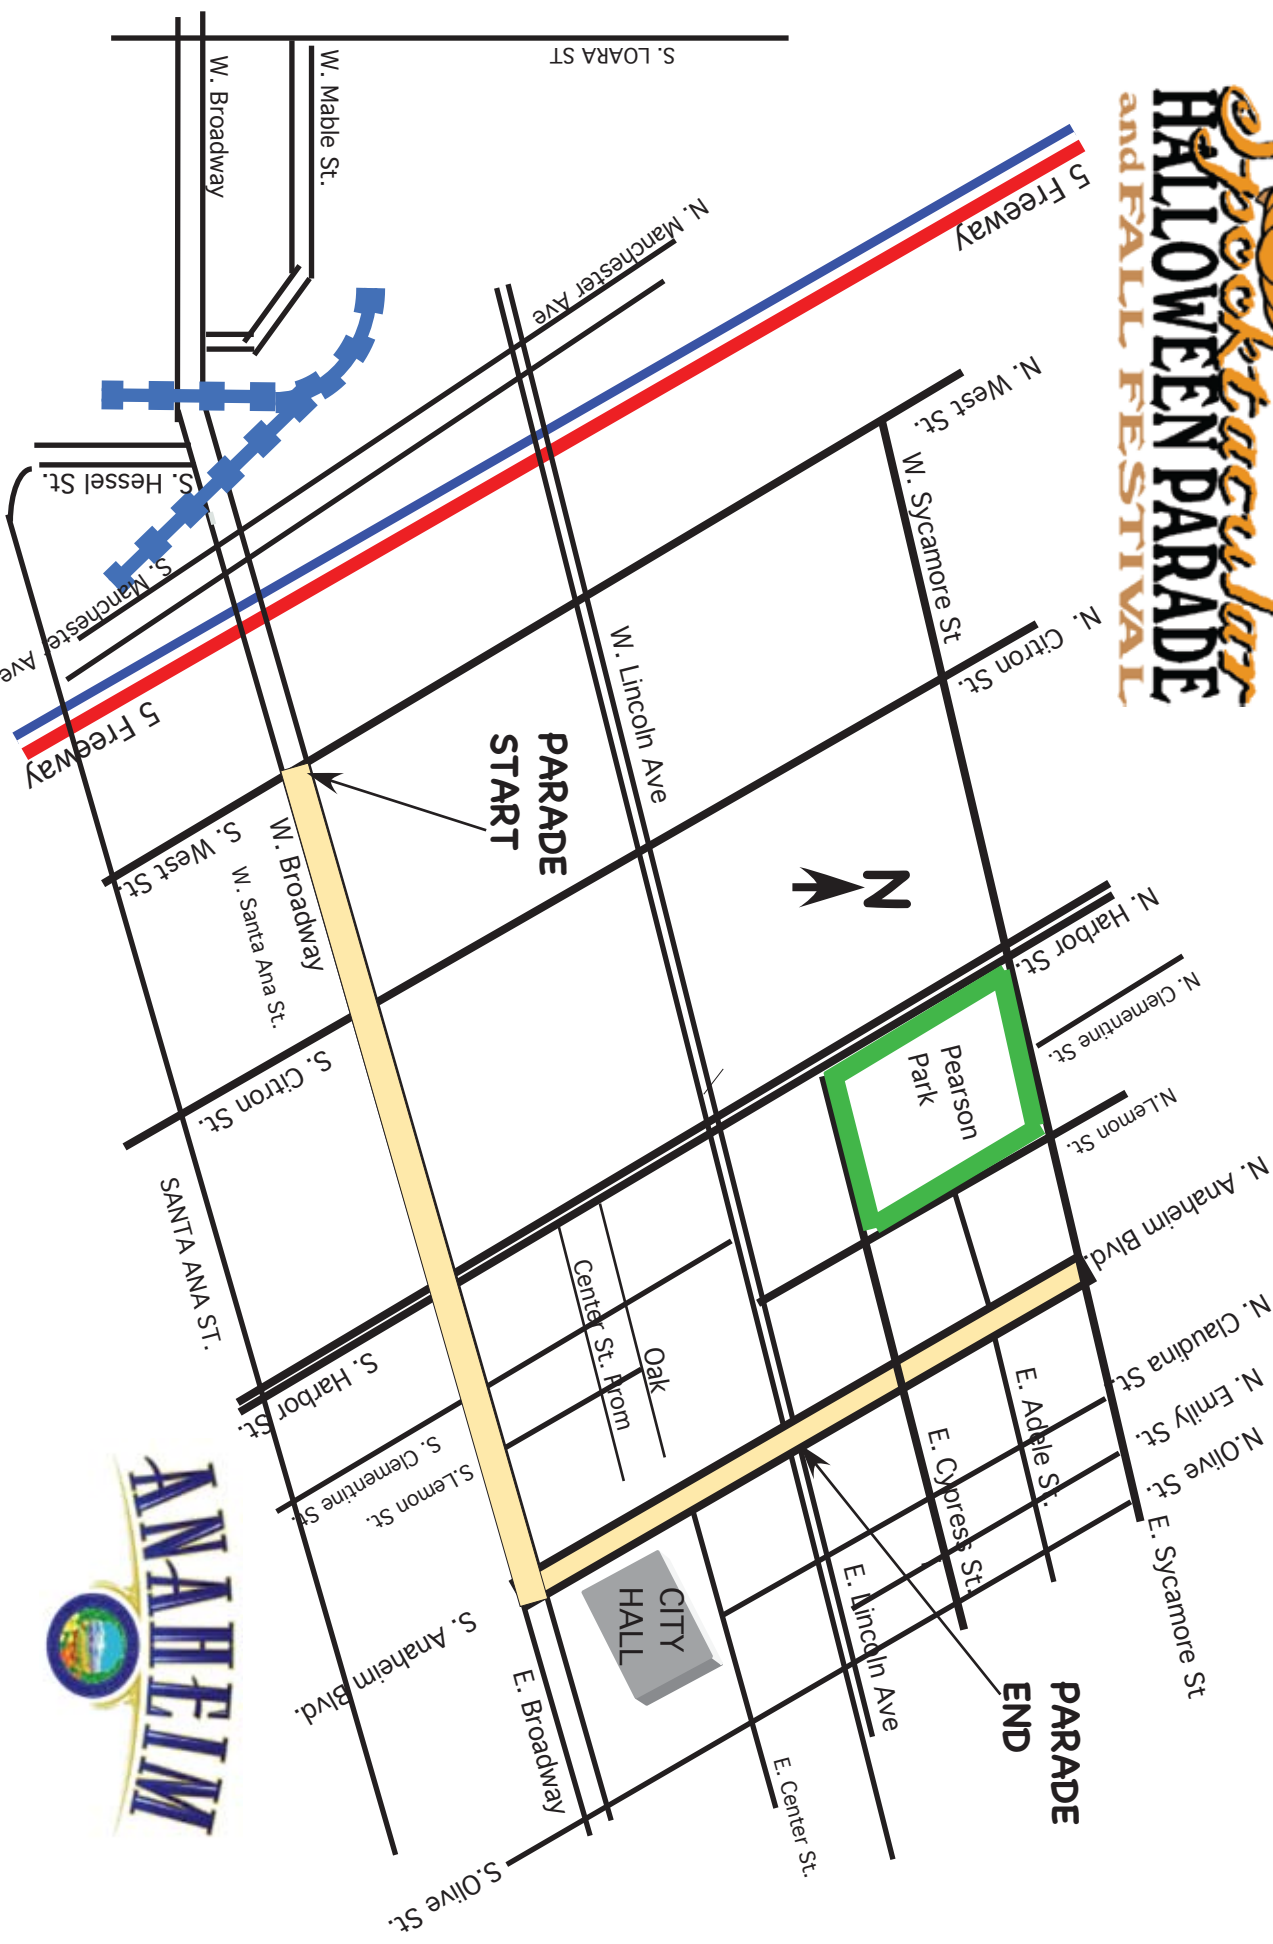 Spooktacular
HALLOWEEN PARADE
and FALL FESTIVAL
S. LOARA ST
W. Broadway
W. Mable St.
5 Freeway
N. Manchester Ave
N. West St.
W. Sycamore St
N. Citron St.
S. Hessel St.
S. Manchester Ave
5 Freeway
W. Lincoln Ave
PARADE
START
N
S. West St.
W. Broadway
W. Santa Ana St.
N. Harbor St.
N. Clementine St.
Pearson
Park
N.Lemon St.
S. Citron St.
N. Anaheim Blvd.
SANTA ANA ST.
Center St. Prom
Oak
N. Claudina St.
N. Emily St.
N.Olive St.
E. Adele St.
E. Cypress St.
S. Harbor St.
S. Clementine St.
S.Lemon St.
E. Sycamore St
E. Lincoln Ave
CITY
HALL
S. Anaheim Blvd.
E. Broadway
PARADE
END
E. Center St.
S.Olive St.
ANAHEIM